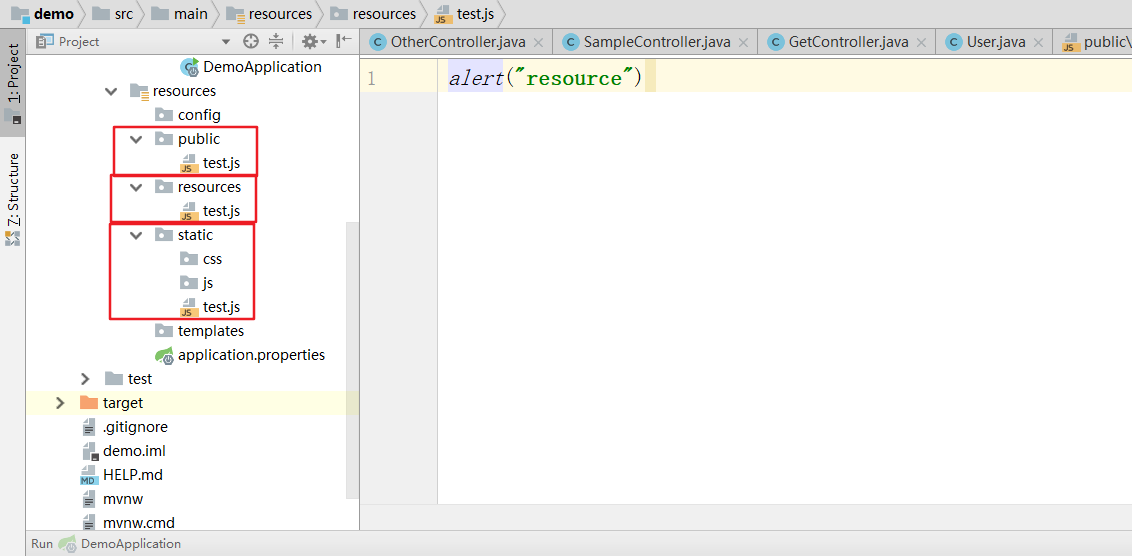 demo src main resources resources test.js
1: Project
Z: Structure
Project
DemoApplication
resources
config
public
test.js
resources
test.js
static
css
js
test.js
templates
application.properties
test
target
.gitignore
demo.iml
HELP.md
mvnw
mvnw.cmd
OtherController.java SampleController.java GetController.java User.java public\
1 alert("resource")
Run DemoApplication